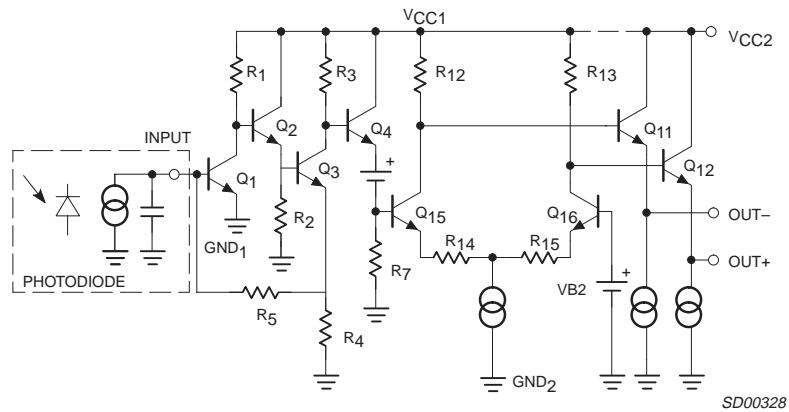 VCC1
VCC2
R1
R3
R12
R13
INPUT
Q2
Q4
Q11
Q12
Q1
Q3
+
R2
Q15
Q16
OUT–
GND1
R14
R15
OUT+
PHOTODIODE
R7
VB2
+
R5
R4
GND2
SD00328